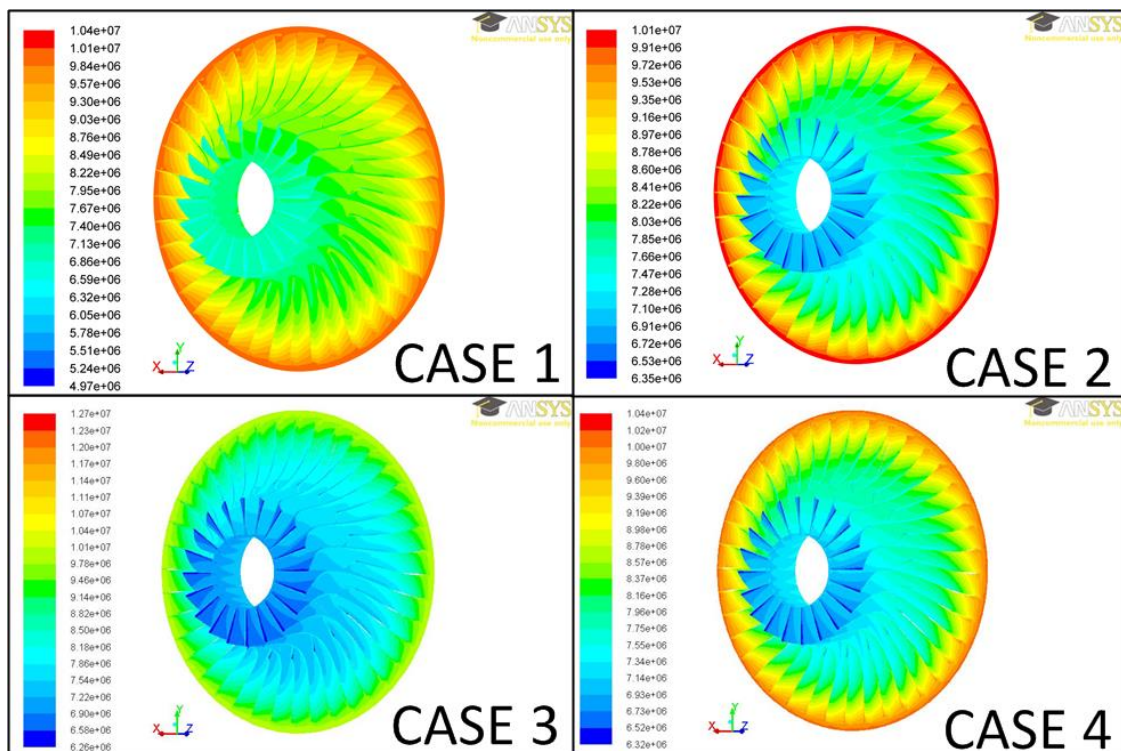 ANSYS
Noncommercial use only
1.04e+07
1.01e+07
9.84e+06
9.57e+06
9.30e+06
9.03e+06
8.76e+06
8.49e+06
8.22e+06
7.95e+06
7.67e+06
7.40e+06
7.13e+06
6.86e+06
6.59e+06
6.32e+06
6.05e+06
5.78e+06
5.51e+06
5.24e+06
4.97e+06
Y
X Z
CASE 1
ANSYS
Noncommercial use only
1.01e+07
9.91e+06
9.72e+06
9.53e+06
9.35e+06
9.16e+06
8.97e+06
8.78e+06
8.60e+06
8.41e+06
8.22e+06
8.03e+06
7.85e+06
7.66e+06
7.47e+06
7.28e+06
7.10e+06
6.91e+06
6.72e+06
6.53e+06
6.35e+06
Y
X Z
CASE 2
ANSYS
Noncommercial use only
1.27e+07
1.23e+07
1.20e+07
1.17e+07
1.14e+07
1.11e+07
1.07e+07
1.04e+07
1.01e+07
9.78e+06
9.46e+06
9.14e+06
8.82e+06
8.50e+06
8.18e+06
7.86e+06
7.54e+06
7.22e+06
6.90e+06
6.58e+06
6.26e+06
Y
X Z
CASE 3
ANSYS
Noncommercial use only
1.04e+07
1.02e+07
1.00e+07
9.80e+06
9.60e+06
9.39e+06
9.19e+06
8.98e+06
8.78e+06
8.57e+06
8.37e+06
8.16e+06
7.96e+06
7.75e+06
7.55e+06
7.34e+06
7.14e+06
6.93e+06
6.73e+06
6.52e+06
6.32e+06
Y
X Z
CASE 4